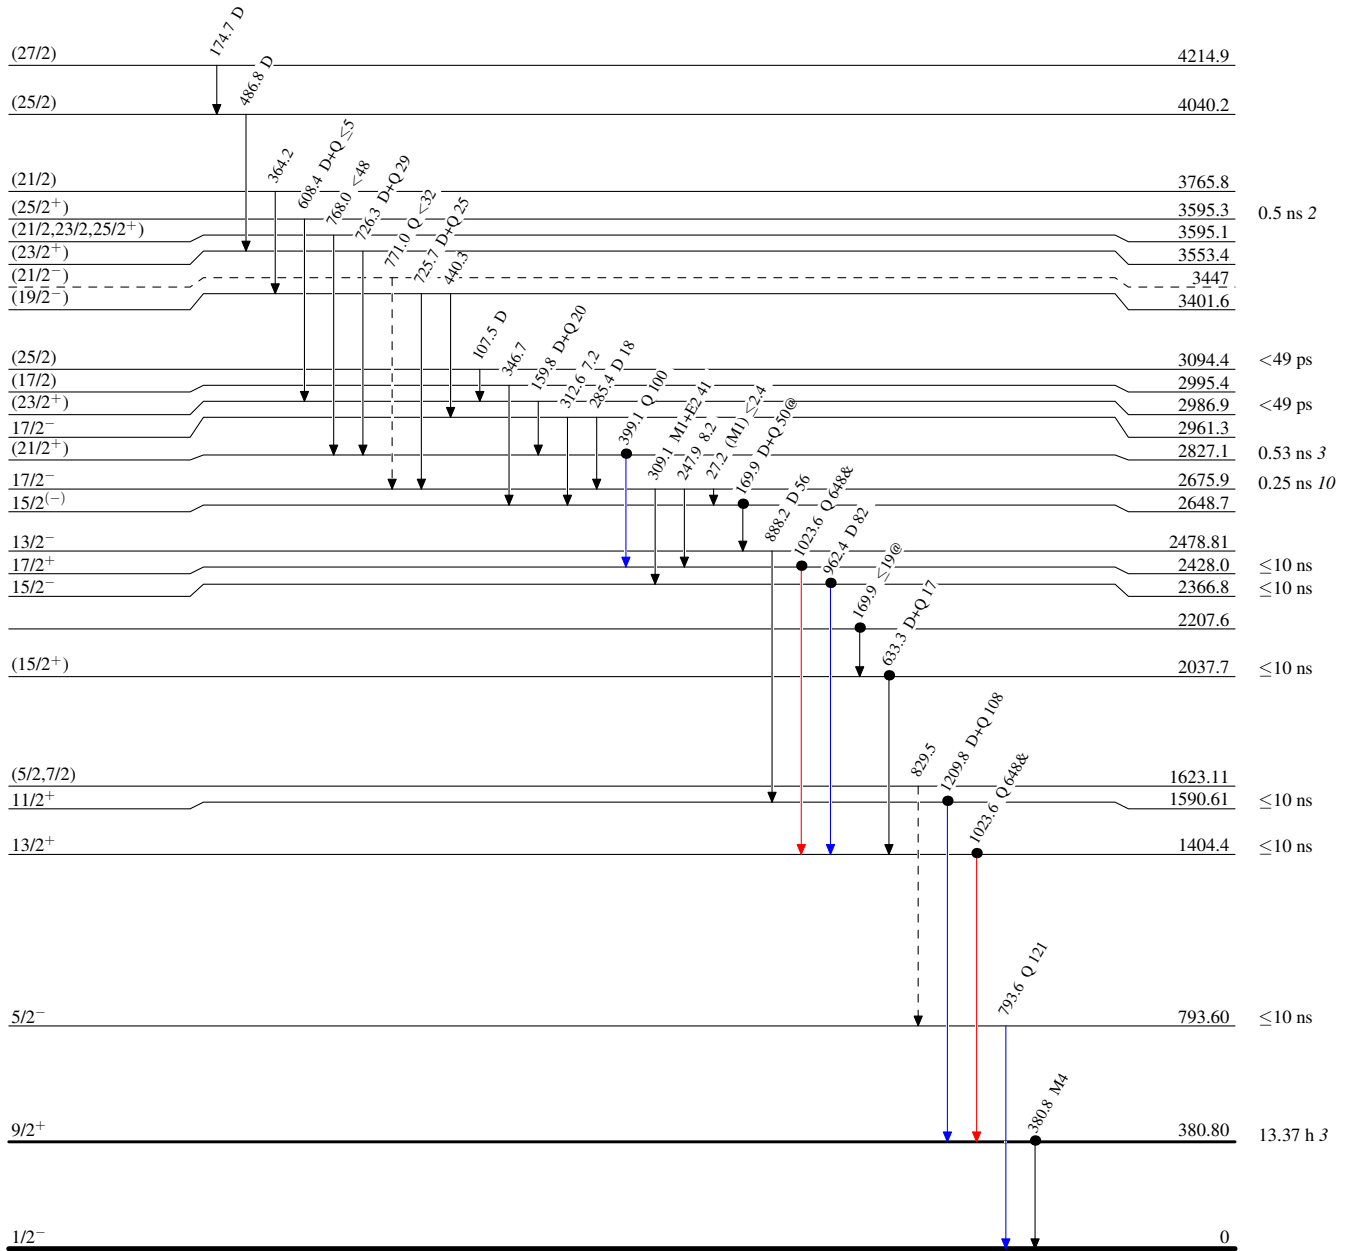 174.7 D
(27/2) 4214.9
486.8 D
(25/2) 4040.2
364.2
(21/2) 3765.8
608.4 D+Q ≤5
(25/2+) 3595.3 0.5 ns 2
768.0 <48
(21/2,23/2,25/2+) 3595.1
726.3 D+Q 29
(23/2+) 3553.4
771.0 Q <32
(21/2−) 3447
725.7 D+Q 25
440.3
(19/2−) 3401.6
107.5 D
(25/2) 3094.4 <49 ps
346.7
(17/2) 2995.4
159.8 D+Q 20
(23/2+) 2986.9 <49 ps
312.6 7.2
285.4 D 18
17/2− 2961.3
399.1 Q 100
(21/2+) 2827.1 0.53 ns 3
309.1 M1+E2 41
247.9 8.2
27.2 (M1) ≤2.4
17/2− 2675.9 0.25 ns 10
169.9 D+Q 50@
15/2(−) 2648.7
888.2 D 56
13/2− 2478.81
1023.6 Q 648&
17/2+ 2428.0 ≤10 ns
962.4 D 82
15/2− 2366.8 ≤10 ns
169.9 ≤19@
2207.6
633.3 D+Q 17
(15/2+) 2037.7 ≤10 ns
829.5
(5/2,7/2) 1623.11
1209.8 D+Q 108
11/2+ 1590.61 ≤10 ns
1023.6 Q 648&
13/2+ 1404.4 ≤10 ns
793.6 Q 121
5/2− 793.60 ≤10 ns
380.8 M4
9/2+ 380.80 13.37 h 3
1/2− 0